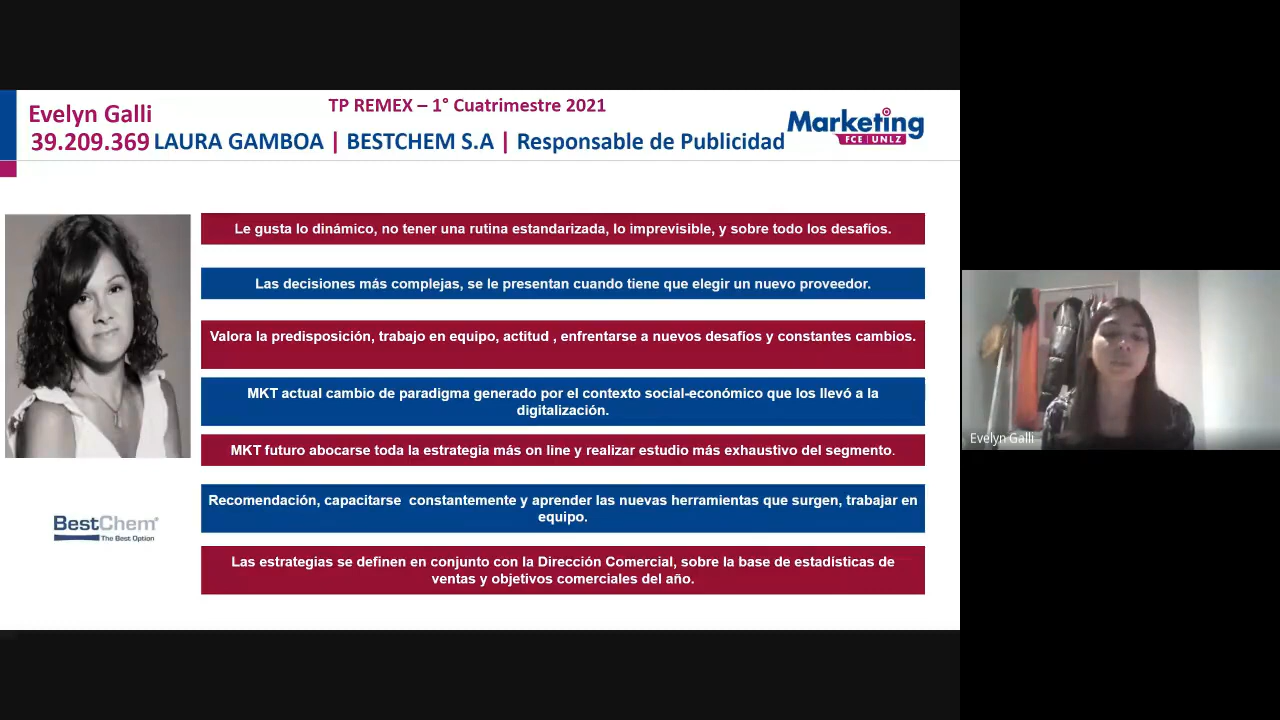 Evelyn Galli
TP REMEX – 1° Cuatrimestre 2021
39.209.369 LAURA GAMBOA | BESTCHEM S.A | Responsable de Publicidad
Marketing
FCE | UNLZ
Le gusta lo dinámico, no tener una rutina estandarizada, lo imprevisible, y sobre todo los desafíos.
Las decisiones más complejas, se le presentan cuando tiene que elegir un nuevo proveedor.
Valora la predisposición, trabajo en equipo, actitud , enfrentarse a nuevos desafíos y constantes cambios.
MKT actual cambio de paradigma generado por el contexto social-económico que los llevó a la
digitalización.
MKT futuro abocarse toda la estrategia más on line y realizar estudio más exhaustivo del segmento.
Recomendación, capacitarse  constantemente y aprender las nuevas herramientas que surgen, trabajar en
equipo.
Las estrategias se definen en conjunto con la Dirección Comercial, sobre la base de estadísticas de
ventas y objetivos comerciales del año.
BestChem®
The Best Option
Evelyn Galli